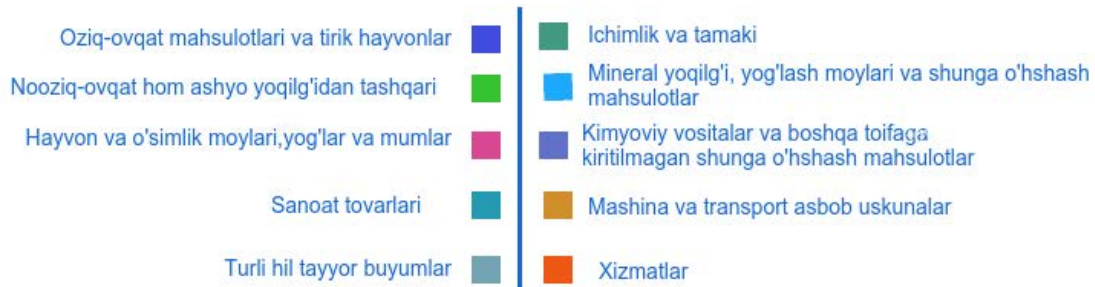 Oziq-ovqat mahsulotlari va tirik hayvonlar
Ichimlik va tamaki
Nooziq-ovqat hom ashyo yoqilg'idan tashqari
Mineral yoqilg'i, yog'lash moylari va shunga o'hshash
mahsulotlar
Hayvon va o'simlik moylari,yog'lar va mumlar
Kimyoviy vositalar va boshqa toifaga
kiritilmagan shunga o'hshash mahsulotlar
Sanoat tovarlari
Mashina va transport asbob uskunalar
Turli hil tayyor buyumlar
Xizmatlar